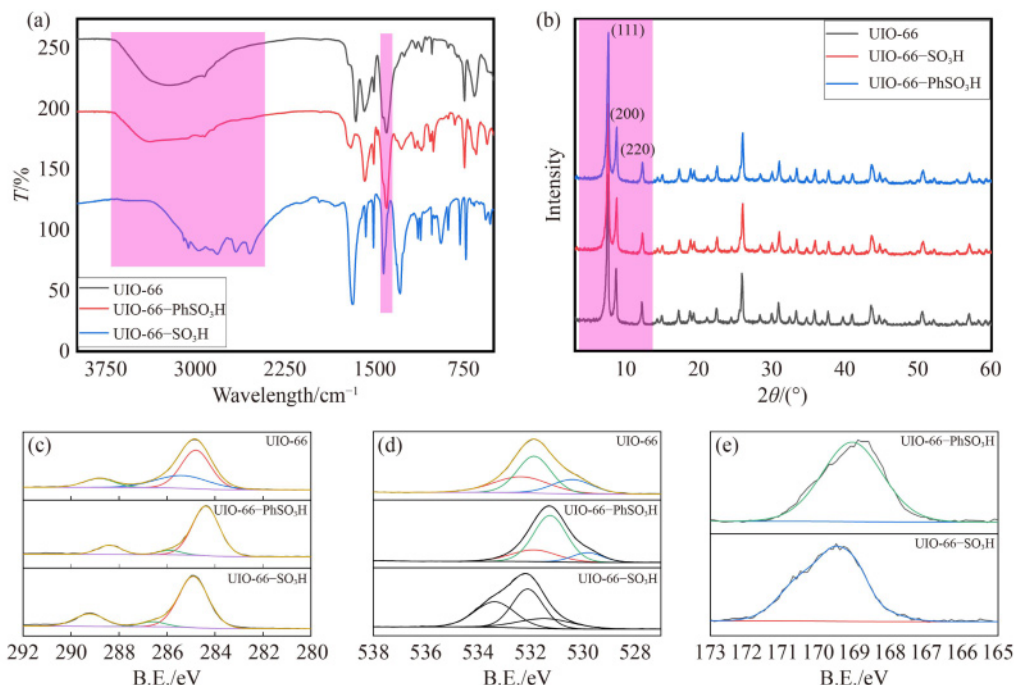 (a)
250
200
150
100
50
0
T/%
UIO-66
UIO-66−PhSO₃H
UIO-66−SO₃H
3750 3000 2250 1500 750
Wavelength/cm⁻¹
(b)
(111)
(200)
(220)
UIO-66
UIO-66−SO₃H
UIO-66−PhSO₃H
Intensity
10 20 30 40 50 60
2θ/(°)
(c)
UIO-66
UIO-66−PhSO₃H
UIO-66−SO₃H
292 290 288 286 284 282 280
B.E./eV
(d)
UIO-66
UIO-66−PhSO₃H
UIO-66−SO₃H
538 536 534 532 530 528
B.E./eV
(e)
UIO-66−PhSO₃H
UIO-66−SO₃H
173 172 171 170 169 168 167 166 165
B.E./eV